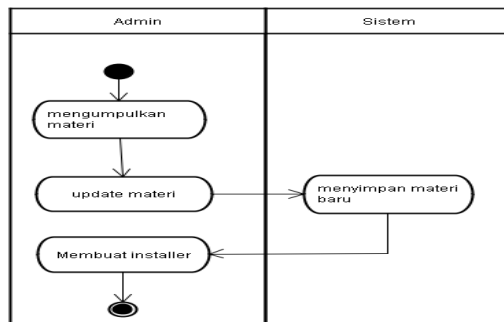 Admin
Sistem
mengumpulkan
materi
update materi
menyimpan materi
baru
Membuat installer